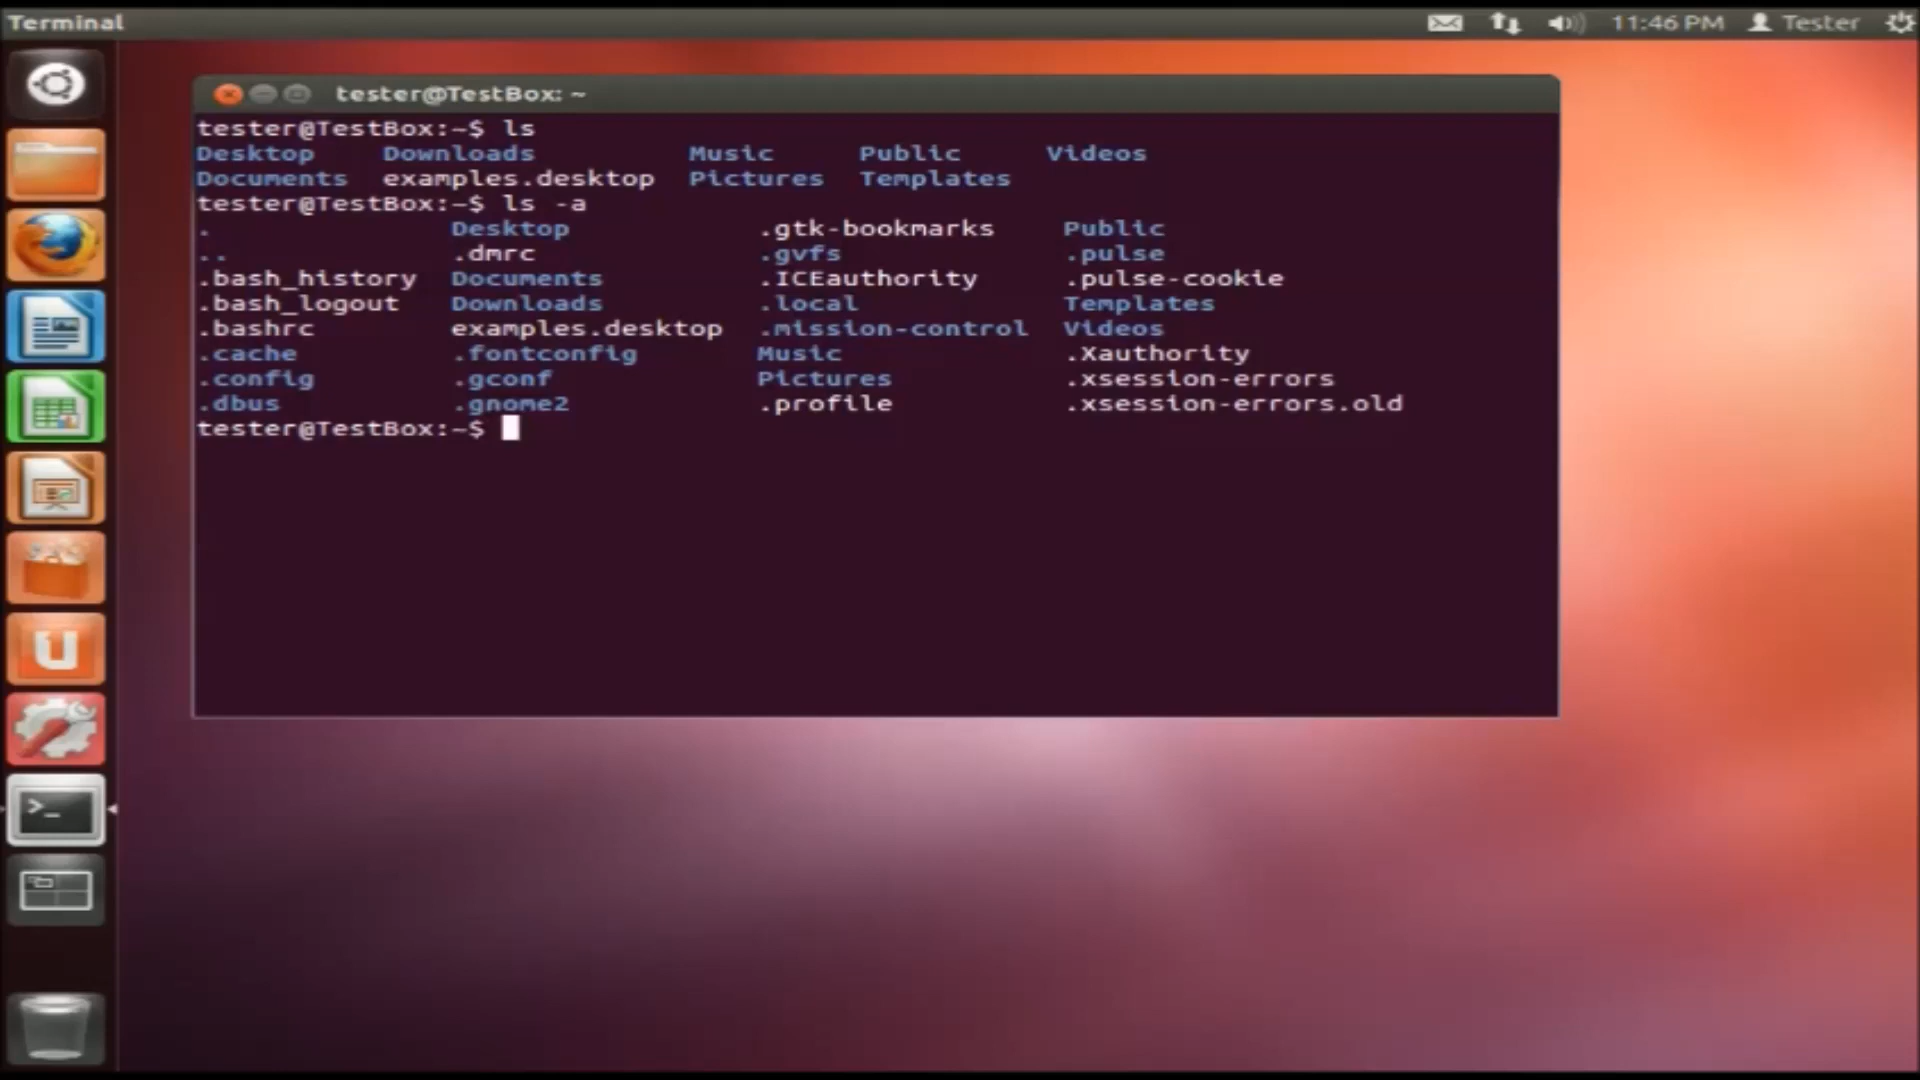 Terminal 11:46 PM Tester
tester@TestBox: ~
tester@TestBox:~$ ls
Desktop Downloads Music Public Videos
Documents examples.desktop Pictures Templates
tester@TestBox:~$ ls -a
. Desktop .gtk-bookmarks Public
.. .dmrc .gvfs .pulse
.bash_history Documents .ICEauthority .pulse-cookie
.bash_logout Downloads .local Templates
.bashrc examples.desktop .mission-control Videos
.cache .fontconfig Music .Xauthority
.config .gconf Pictures .xsession-errors
.dbus .gnome2 .profile .xsession-errors.old
tester@TestBox:~$